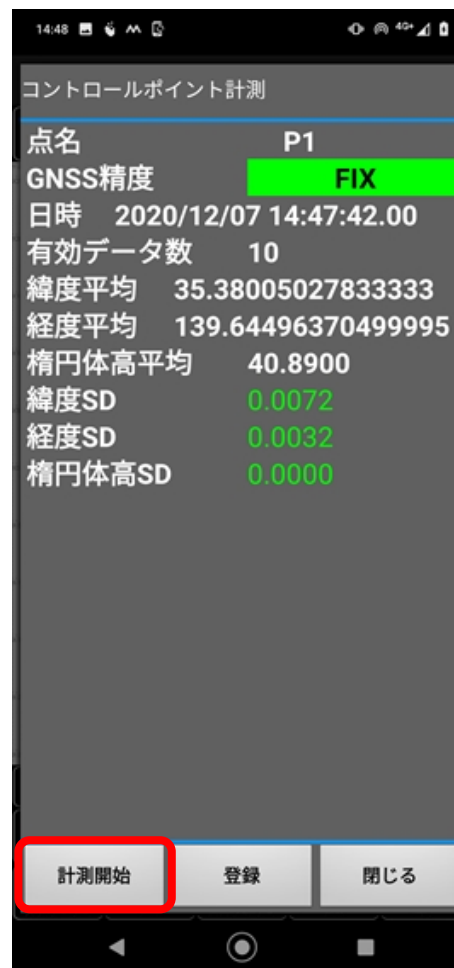 14:48
4G+
コントロールポイント計測
点名 P1
GNSS精度 FIX
日時 2020/12/07 14:47:42.00
有効データ数 10
緯度平均 35.38005027833333
経度平均 139.64496370499995
楕円体高平均 40.8900
緯度SD 0.0072
経度SD 0.0032
楕円体高SD 0.0000
計測開始 登録 閉じる